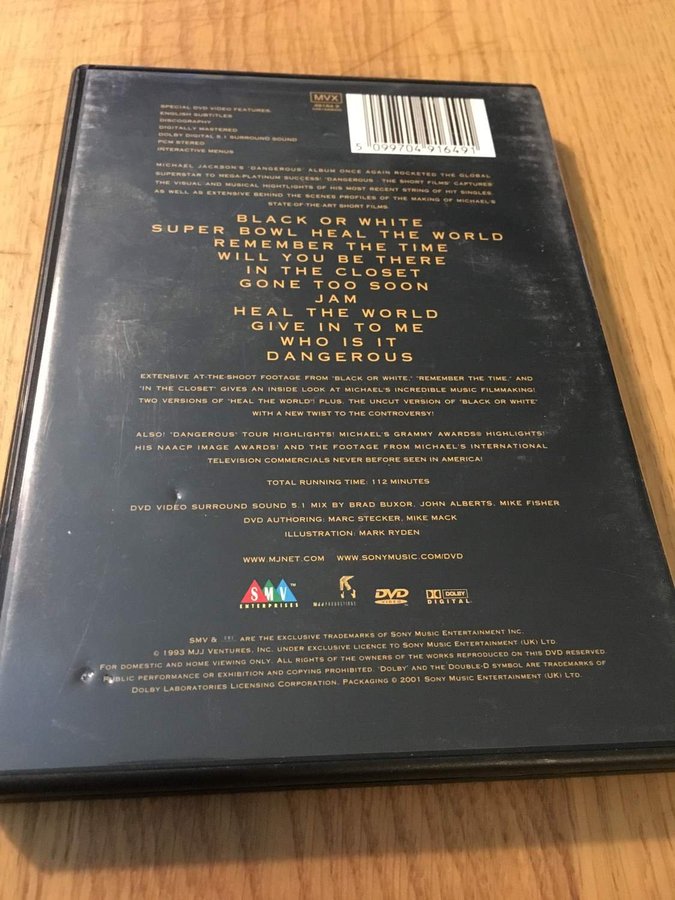 SPECIAL DVD VIDEO FEATURES:
ENGLISH SUBTITLES
DISCOGRAPHY
DIGITALLY MASTERED
DOLBY DIGITAL 5.1 SURROUND SOUND
PCM STEREO
INTERACTIVE MENUS
MVX
5 099704 916491
MICHAEL JACKSON'S 'DANGEROUS' ALBUM ONCE AGAIN ROCKETED THE GLOBAL
SUPERSTAR TO MEGA-PLATINUM SUCCESS! 'DANGEROUS - THE SHORT FILMS' CAPTURES
THE VISUAL AND MUSICAL HIGHTLIGHTS OF HIS MOST RECENT STRING OF HIT SINGLES
AS WELL AS EXTENSIVE BEHIND THE SCENES PROFILES OF THE MAKING OF MICHAEL'S
STATE-OF-THE-ART SHORT FILMS.
BLACK OR WHITE
SUPER BOWL HEAL THE WORLD
REMEMBER THE TIME
WILL YOU BE THERE
IN THE CLOSET
GONE TOO SOON
JAM
HEAL THE WORLD
GIVE IN TO ME
WHO IS IT
DANGEROUS
EXTENSIVE AT-THE-SHOOT FOOTAGE FROM "BLACK OR WHITE," "REMEMBER THE TIME," AND
"IN THE CLOSET" GIVES AN INSIDE LOOK AT MICHAEL'S INCREDIBLE MUSIC FILMMAKING!
TWO VERSIONS OF "HEAL THE WORLD"! PLUS, THE UNCUT VERSION OF "BLACK OR WHITE"
WITH A NEW TWIST TO THE CONTROVERSY!
ALSO! "DANGEROUS" TOUR HIGHLIGHTS! MICHAEL'S GRAMMY AWARDS® HIGHLIGHTS!
HIS NAACP IMAGE AWARDS! AND THE FOOTAGE FROM MICHAEL'S INTERNATIONAL
TELEVISION COMMERCIALS NEVER BEFORE SEEN IN AMERICA!
TOTAL RUNNING TIME: 112 MINUTES
DVD VIDEO SURROUND SOUND 5.1 MIX BY BRAD BUXOR, JOHN ALBERTS, MIKE FISHER
DVD AUTHORING: MARC STECKER, MIKE MACK
ILLUSTRATION: MARK RYDEN
WWW.MJNET.COM WWW.SONYMUSIC.COM/DVD
SMV™
ENTERPRISES
MJJ PRODUCTIONS
DVD
VIDEO
DOLBY
DIGITAL
SMV & ARE THE EXCLUSIVE TRADEMARKS OF SONY MUSIC ENTERTAINMENT INC.
© 1993 MJJ VENTURES, INC. UNDER EXCLUSIVE LICENCE TO SONY MUSIC ENTERTAINMENT (UK) LTD.
FOR DOMESTIC AND HOME VIEWING ONLY. ALL RIGHTS OF THE OWNERS OF THE WORKS REPRODUCED ON THIS DVD RESERVED.
PUBLIC PERFORMANCE OR EXHIBITION AND COPYING PROHIBITED. 'DOLBY' AND THE DOUBLE-D SYMBOL ARE TRADEMARKS OF
DOLBY LABORATORIES LICENSING CORPORATION. PACKAGING © 2001 SONY MUSIC ENTERTAINMENT (UK) LTD.